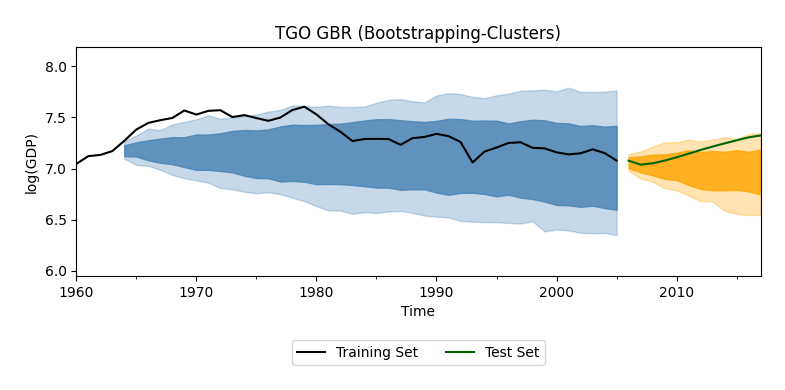 TGO GBR (Bootstrapping-Clusters)
log(GDP)
8.0
7.5
7.0
6.5
6.0
1960 1970 1980 1990 2000 2010
Time
Training Set Test Set